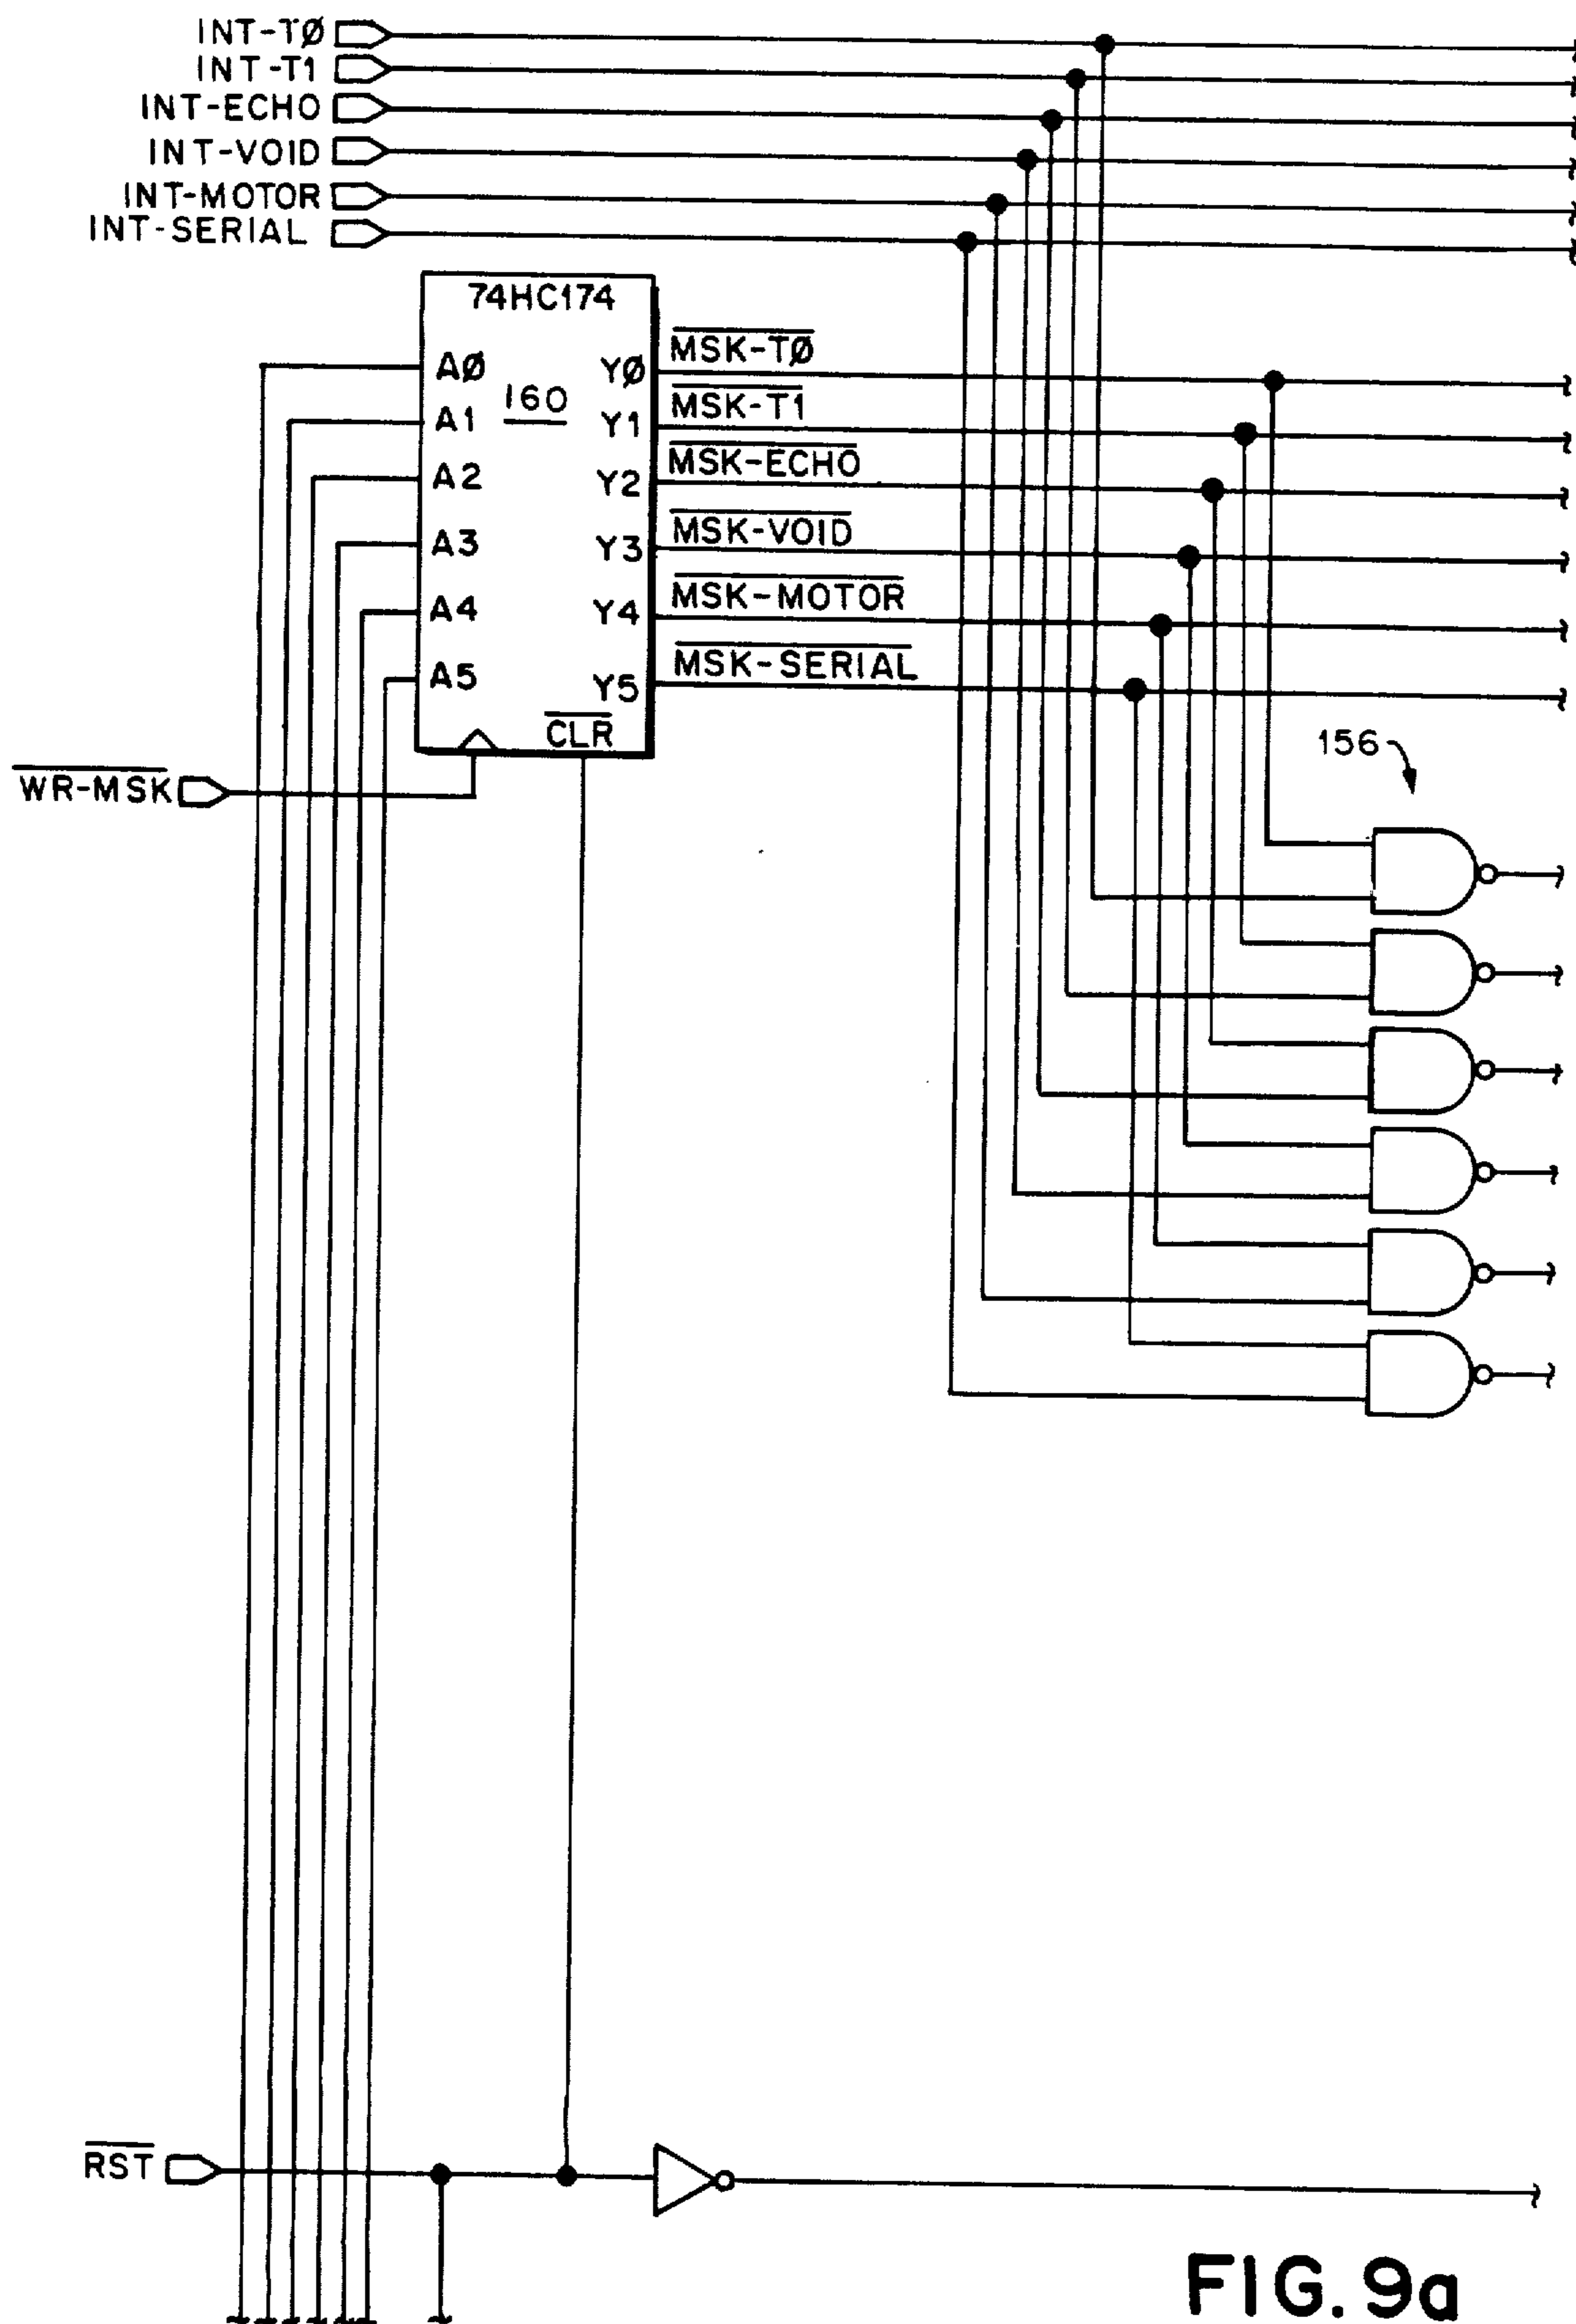 INT-TØ
INT-T1
INT-ECHO
INT-VOID
INT-MOTOR
INT-SERIAL
74HC174
AØ YØ MSK-TØ
160
A1 Y1 MSK-T1
A2 Y2 MSK-ECHO
A3 Y3 MSK-VOID
A4 Y4 MSK-MOTOR
A5 Y5 MSK-SERIAL
CLR
156
WR-MSK
RST
FIG. 9a